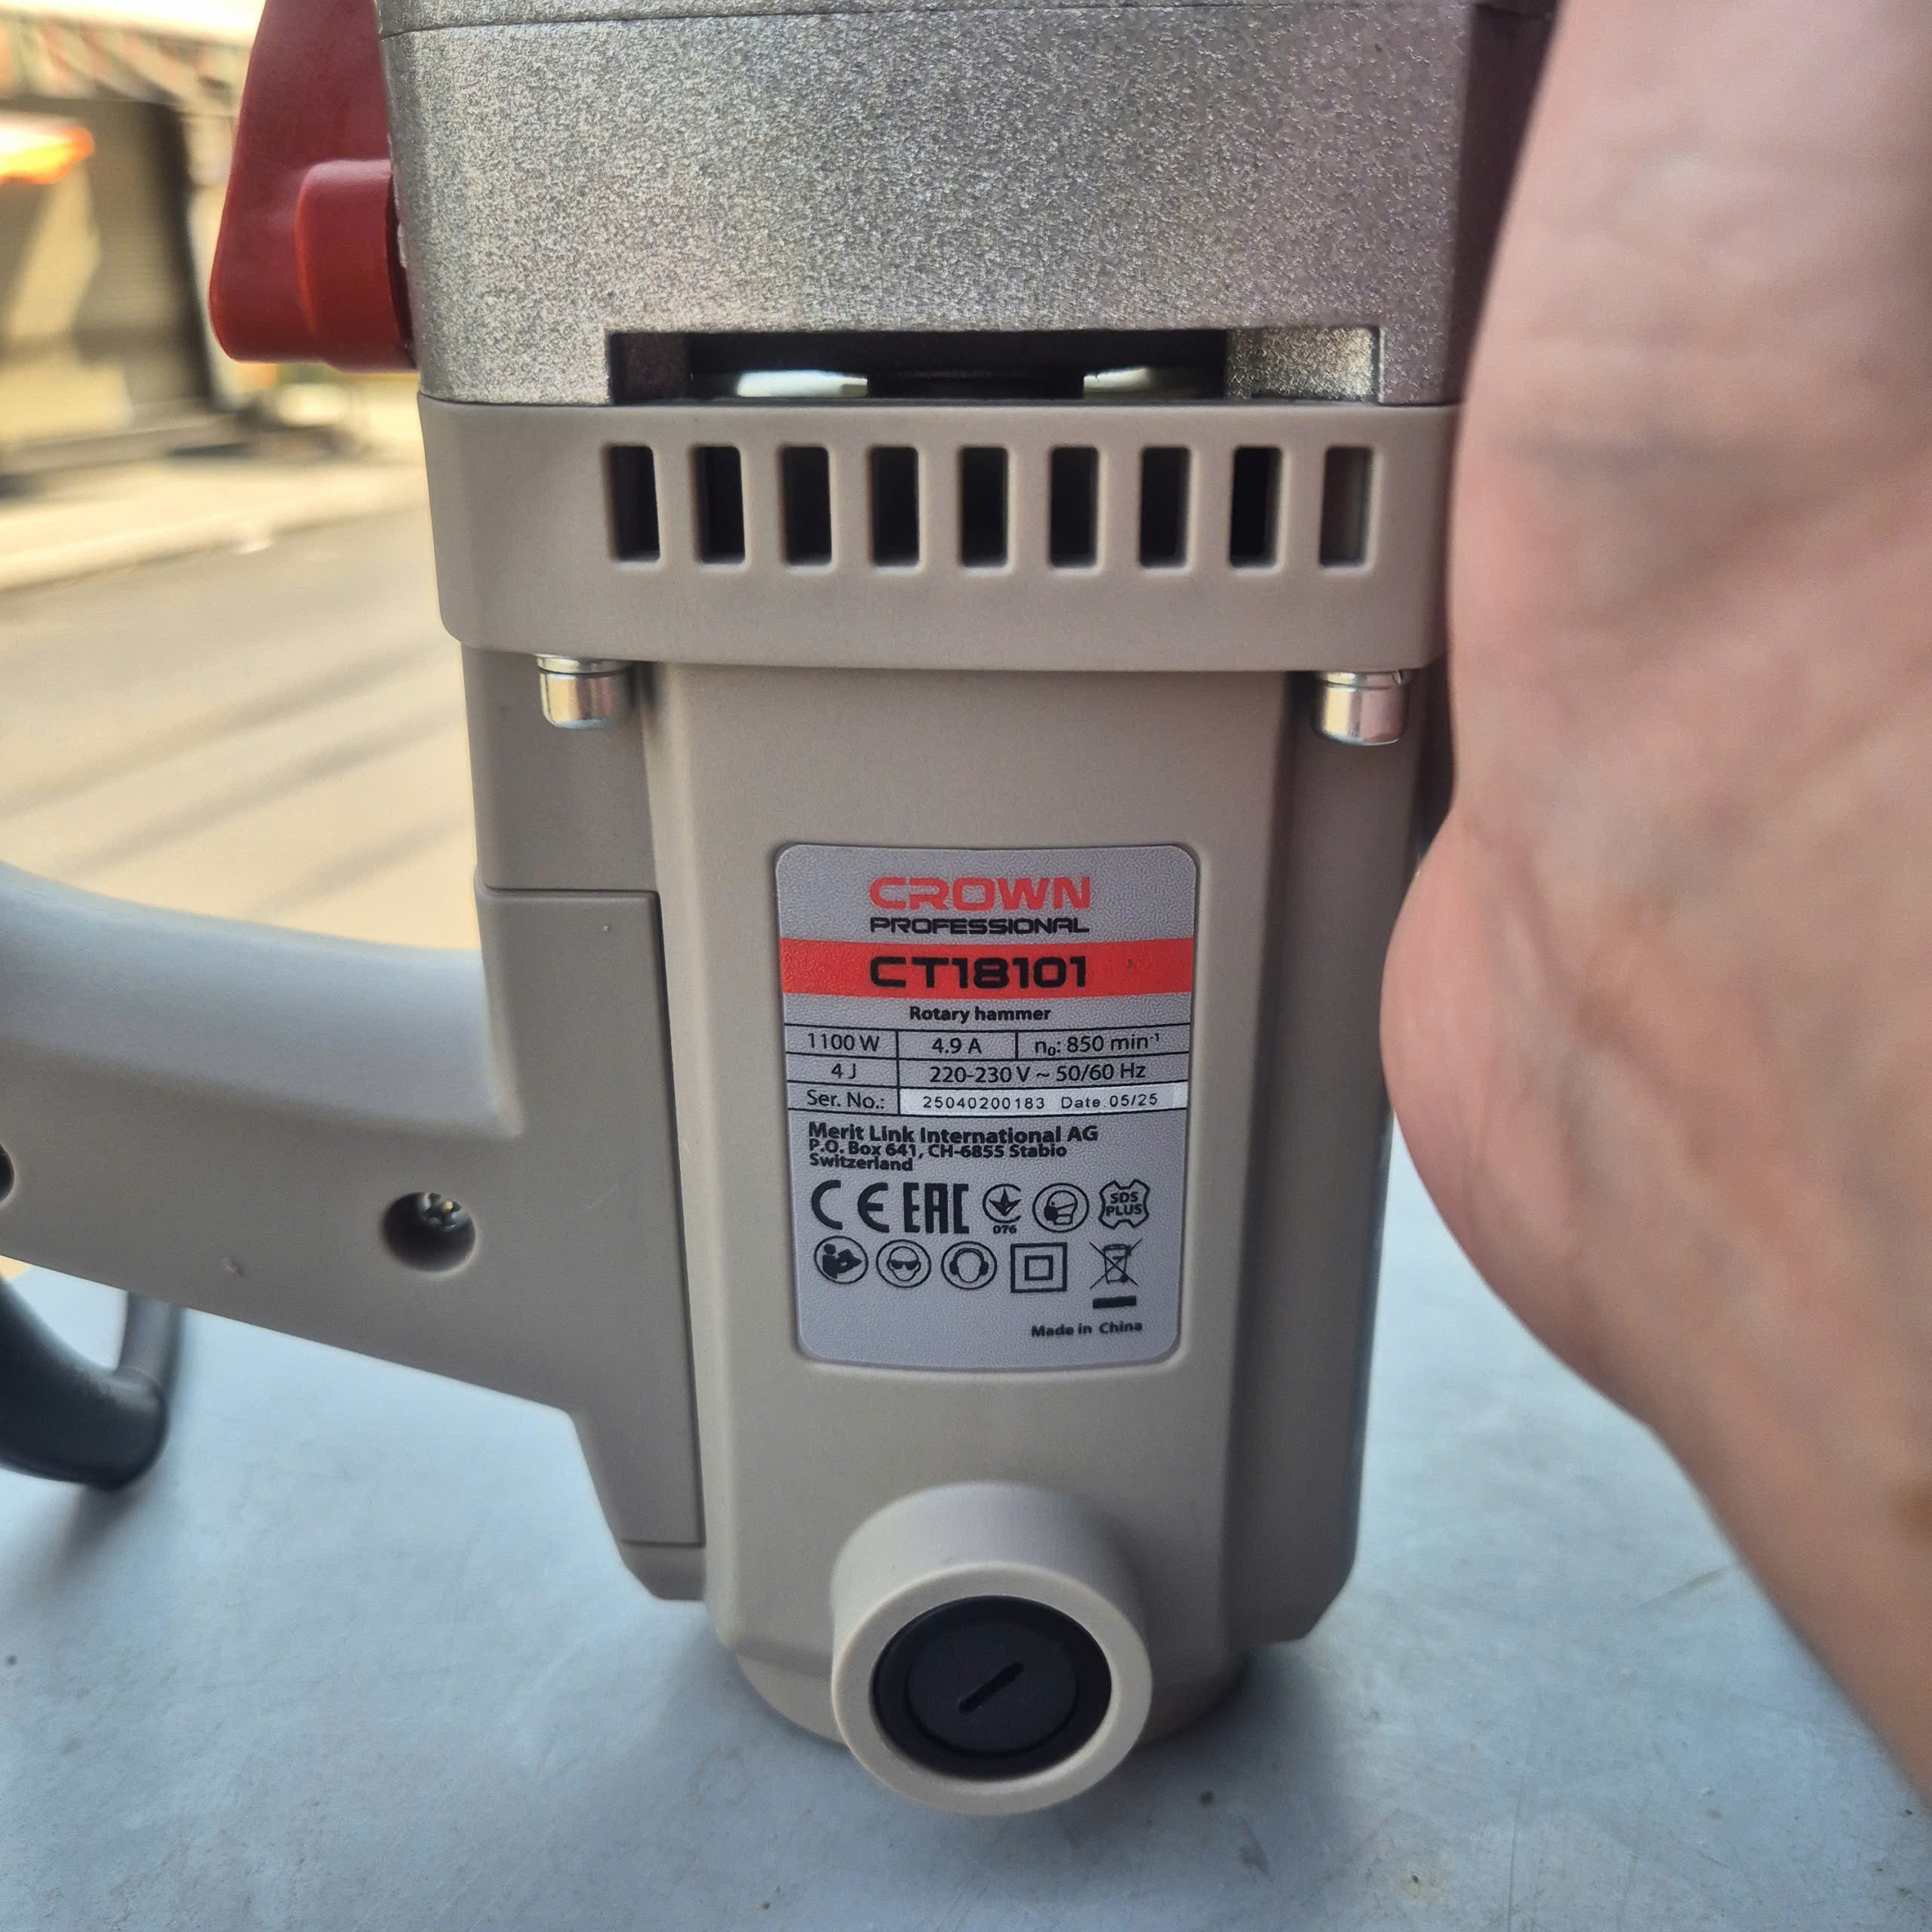 CROWN
PROFESSIONAL
CT18101
Rotary hammer
1100 W 4.9 A n₀: 850 min⁻¹
4 J 220-230 V ~ 50/60 Hz
Ser. No.: 25040200183 Date 05/25
Merit Link International AG
P.O. Box 641, CH-6855 Stabio
Switzerland
CE EAC 076 SDS PLUS
Made in China